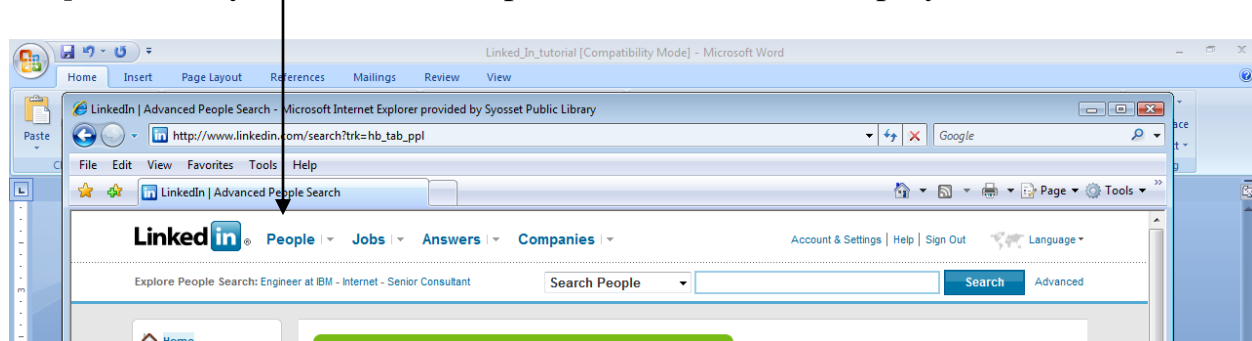 Linked_In_tutorial [Compatibility Mode] - Microsoft Word
Home Insert Page Layout References Mailings Review View
Paste
LinkedIn | Advanced People Search - Microsoft Internet Explorer provided by Syosset Public Library
http://www.linkedin.com/search?trk=hb_tab_ppl Google
File Edit View Favorites Tools Help
LinkedIn | Advanced People Search Page Tools
Linked in People Jobs Answers Companies Account & Settings | Help | Sign Out Language
Explore People Search: Engineer at IBM - Internet - Senior Consultant Search People Search Advanced
Home